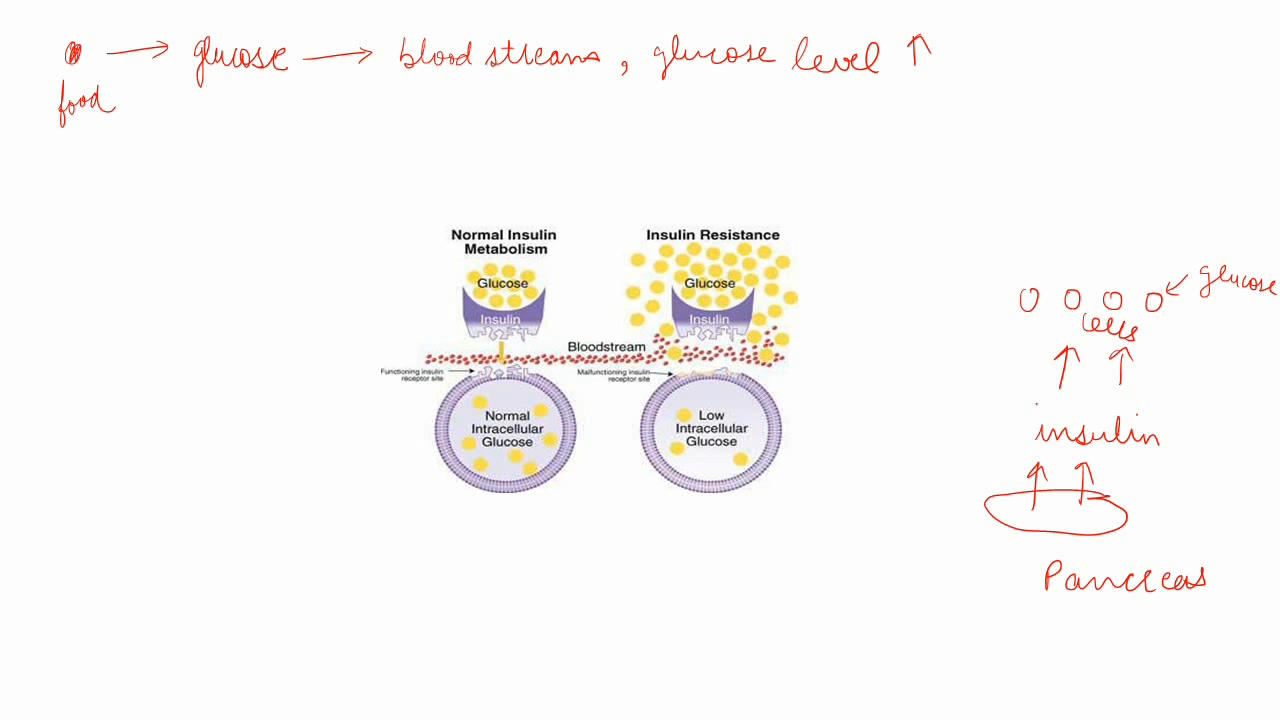 → glucose → blood streans, glucose level ↑
food
Normal Insulin
Metabolism
Glucose
Insulin
Functioning insulin
receptor site
Normal
Intracellular
Glucose
Bloodstream
Insulin Resistance
Glucose
Insulin
Malfunctioning insulin
receptor site
Low
Intracellular
Glucose
glucose
cells
insulin
Pancreas